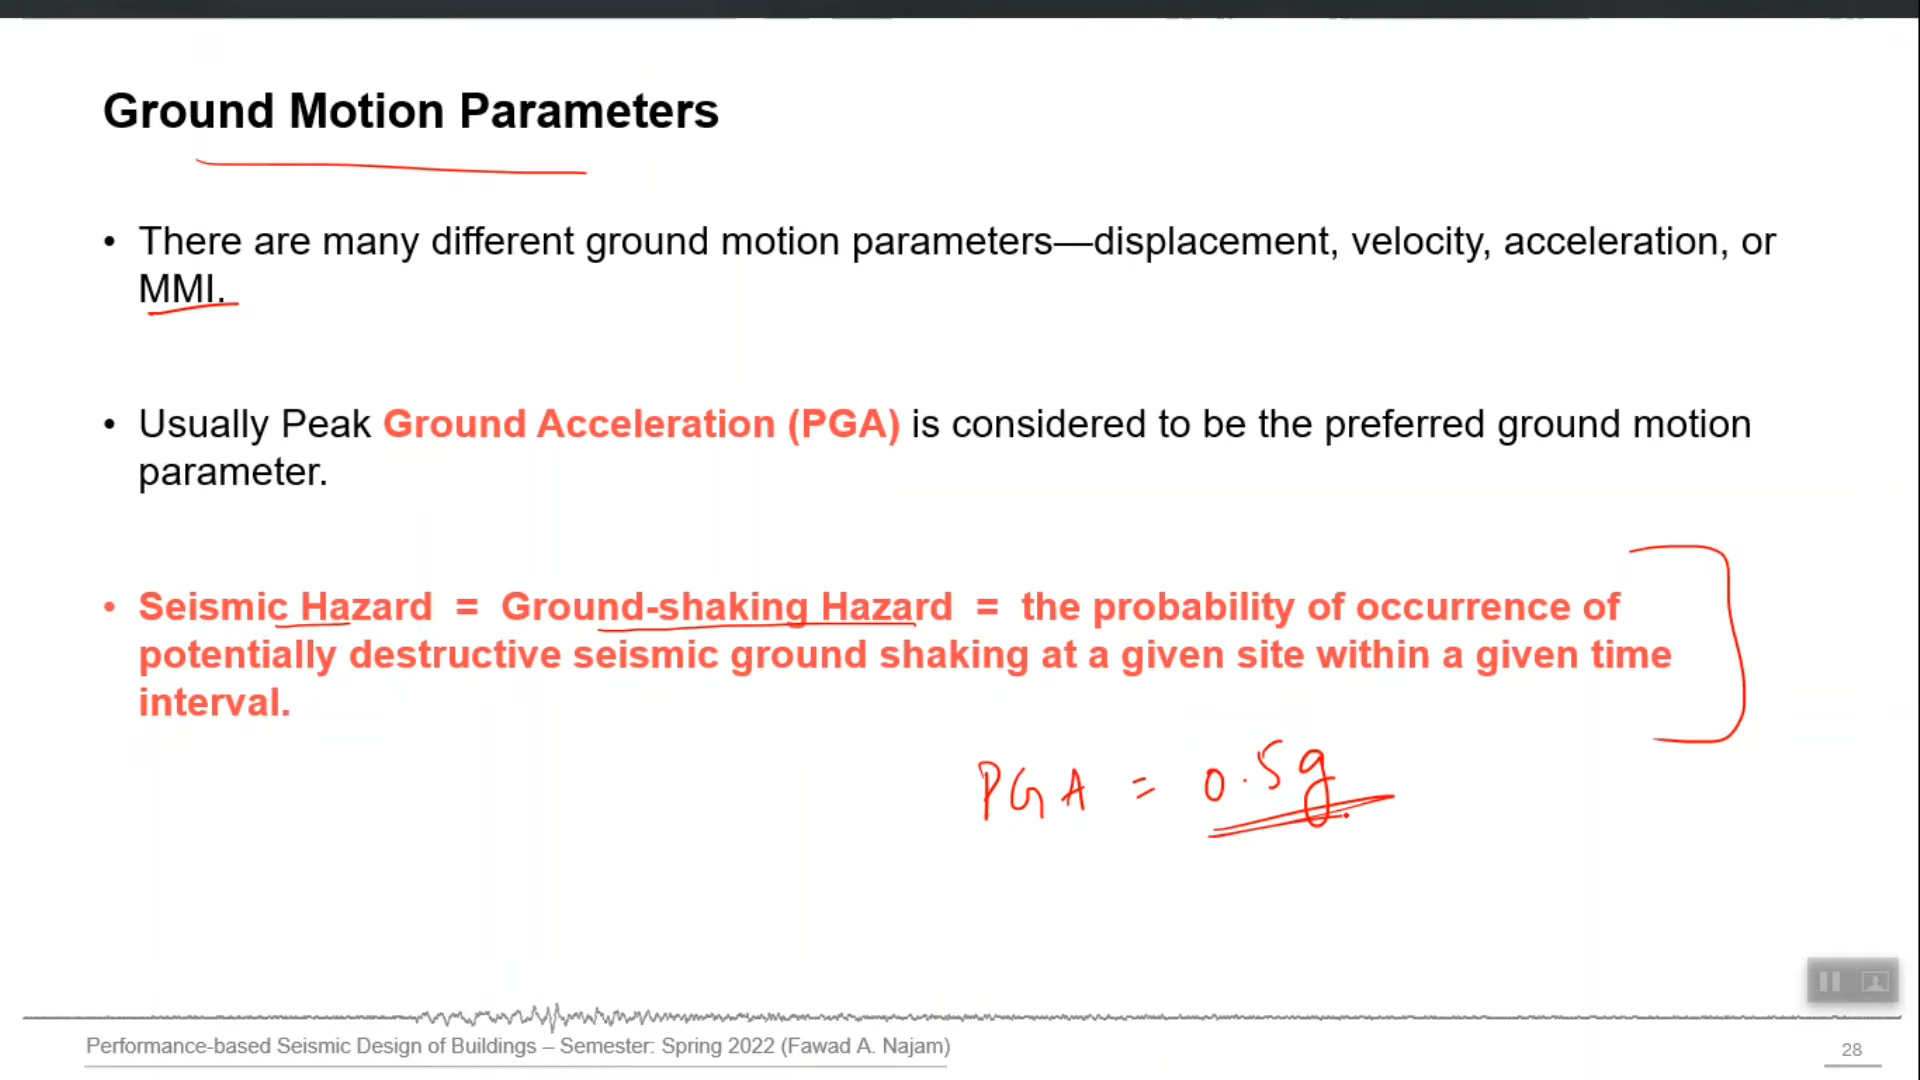 Ground Motion Parameters
• There are many different ground motion parameters—displacement, velocity, acceleration, or
MMI.
• Usually Peak Ground Acceleration (PGA) is considered to be the preferred ground motion
parameter.
• Seismic Hazard = Ground-shaking Hazard = the probability of occurrence of
potentially destructive seismic ground shaking at a given site within a given time
interval.
PGA = 0.5g
Performance-based Seismic Design of Buildings – Semester: Spring 2022 (Fawad A. Najam)
28